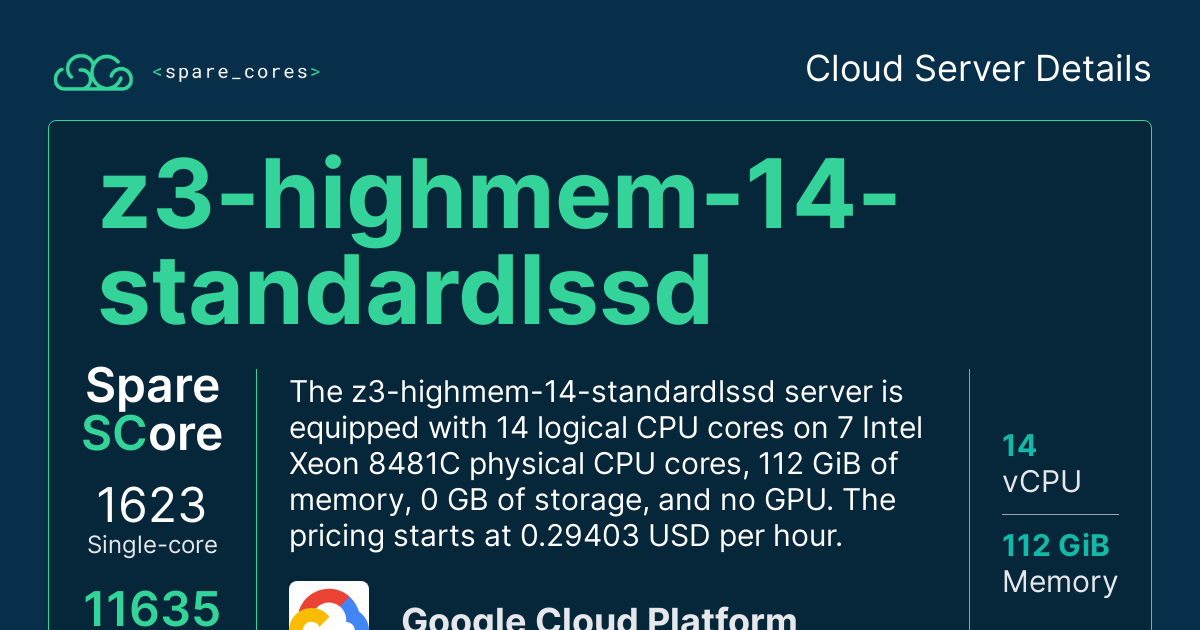 <spare_cores>
Cloud Server Details
z3-highmem-14-
standardlssd
Spare
SCore
1623
Single-core
11635
The z3-highmem-14-standardlssd server is
equipped with 14 logical CPU cores on 7 Intel
Xeon 8481C physical CPU cores, 112 GiB of
memory, 0 GB of storage, and no GPU. The
pricing starts at 0.29403 USD per hour.
Google Cloud Platform
14
vCPU
112 GiB
Memory